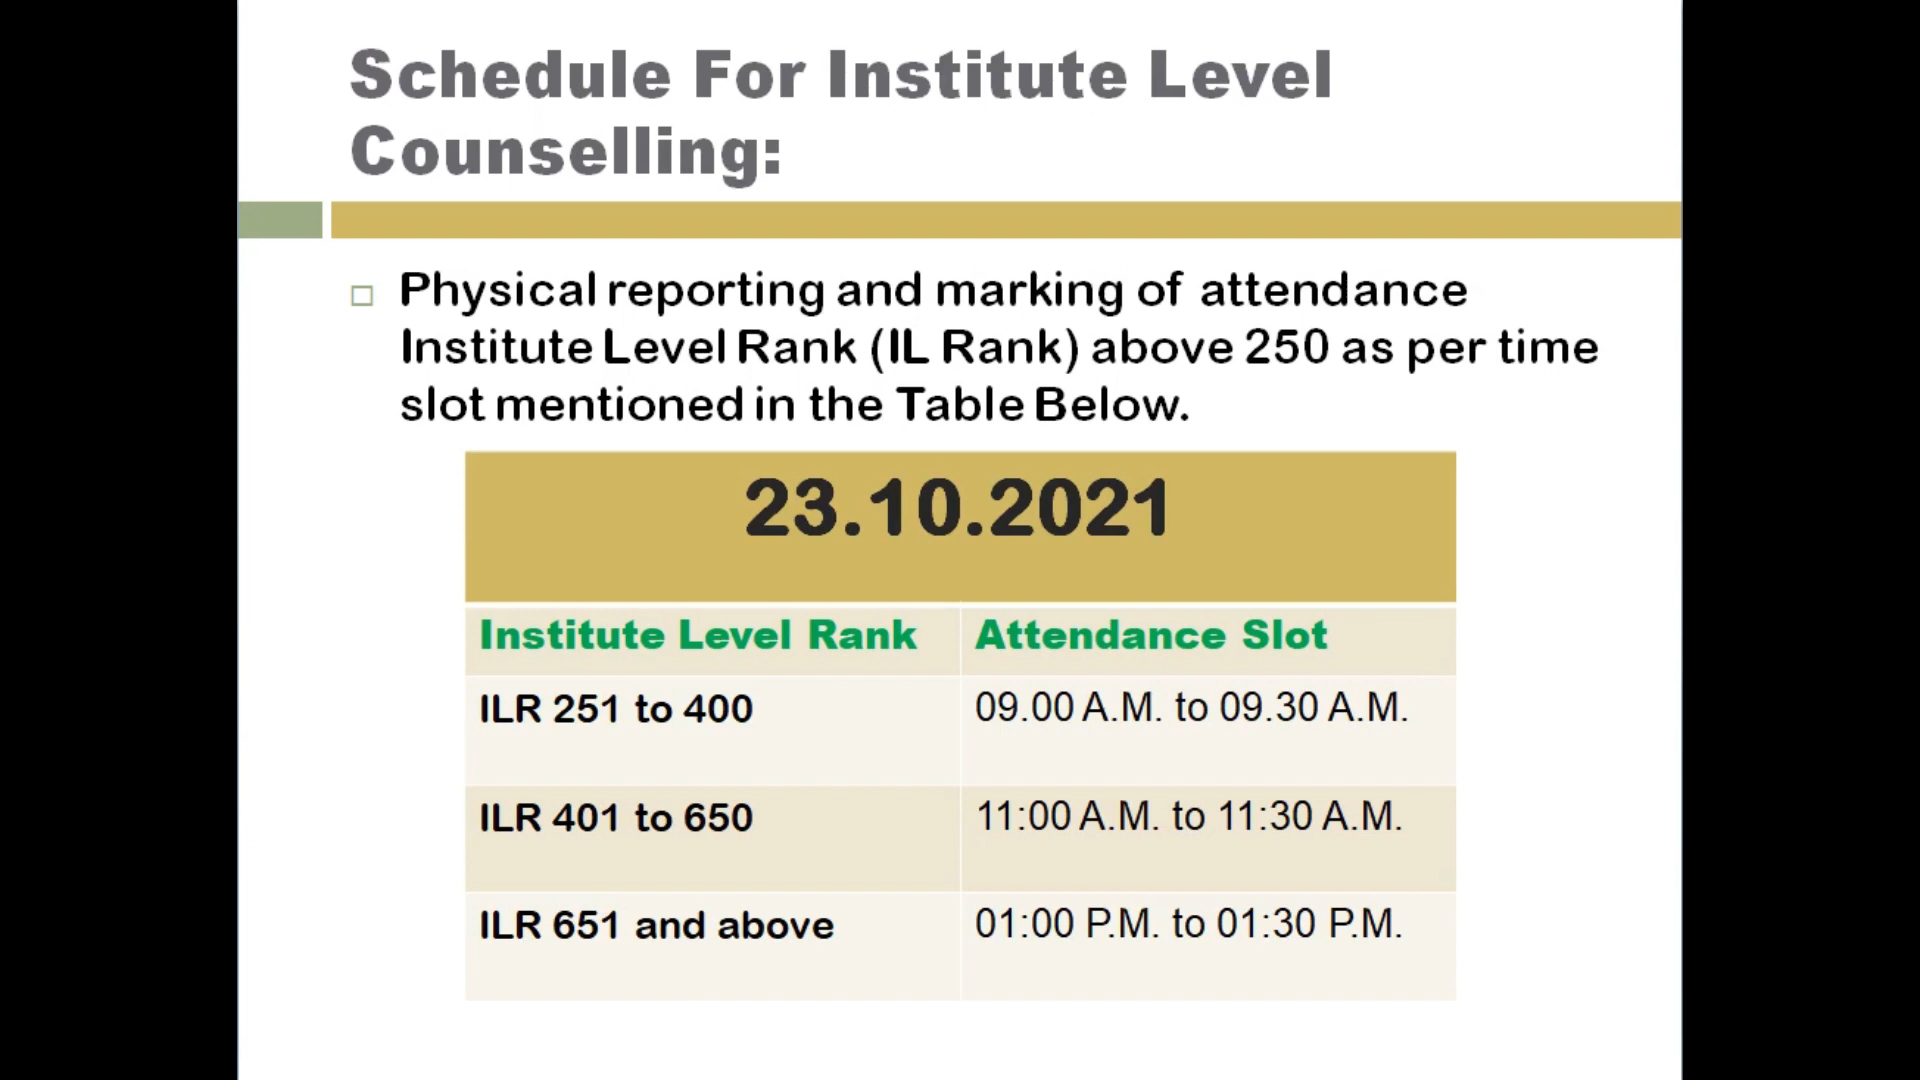 Schedule For Institute Level
Counselling:
Physical reporting and marking of attendance
Institute Level Rank (IL Rank) above 250 as per time
slot mentioned in the Table Below.
23.10.2021
Institute Level Rank Attendance Slot
ILR 251 to 400 09.00 A.M. to 09.30 A.M.
ILR 401 to 650 11:00 A.M. to 11:30 A.M.
ILR 651 and above 01:00 P.M. to 01:30 P.M.